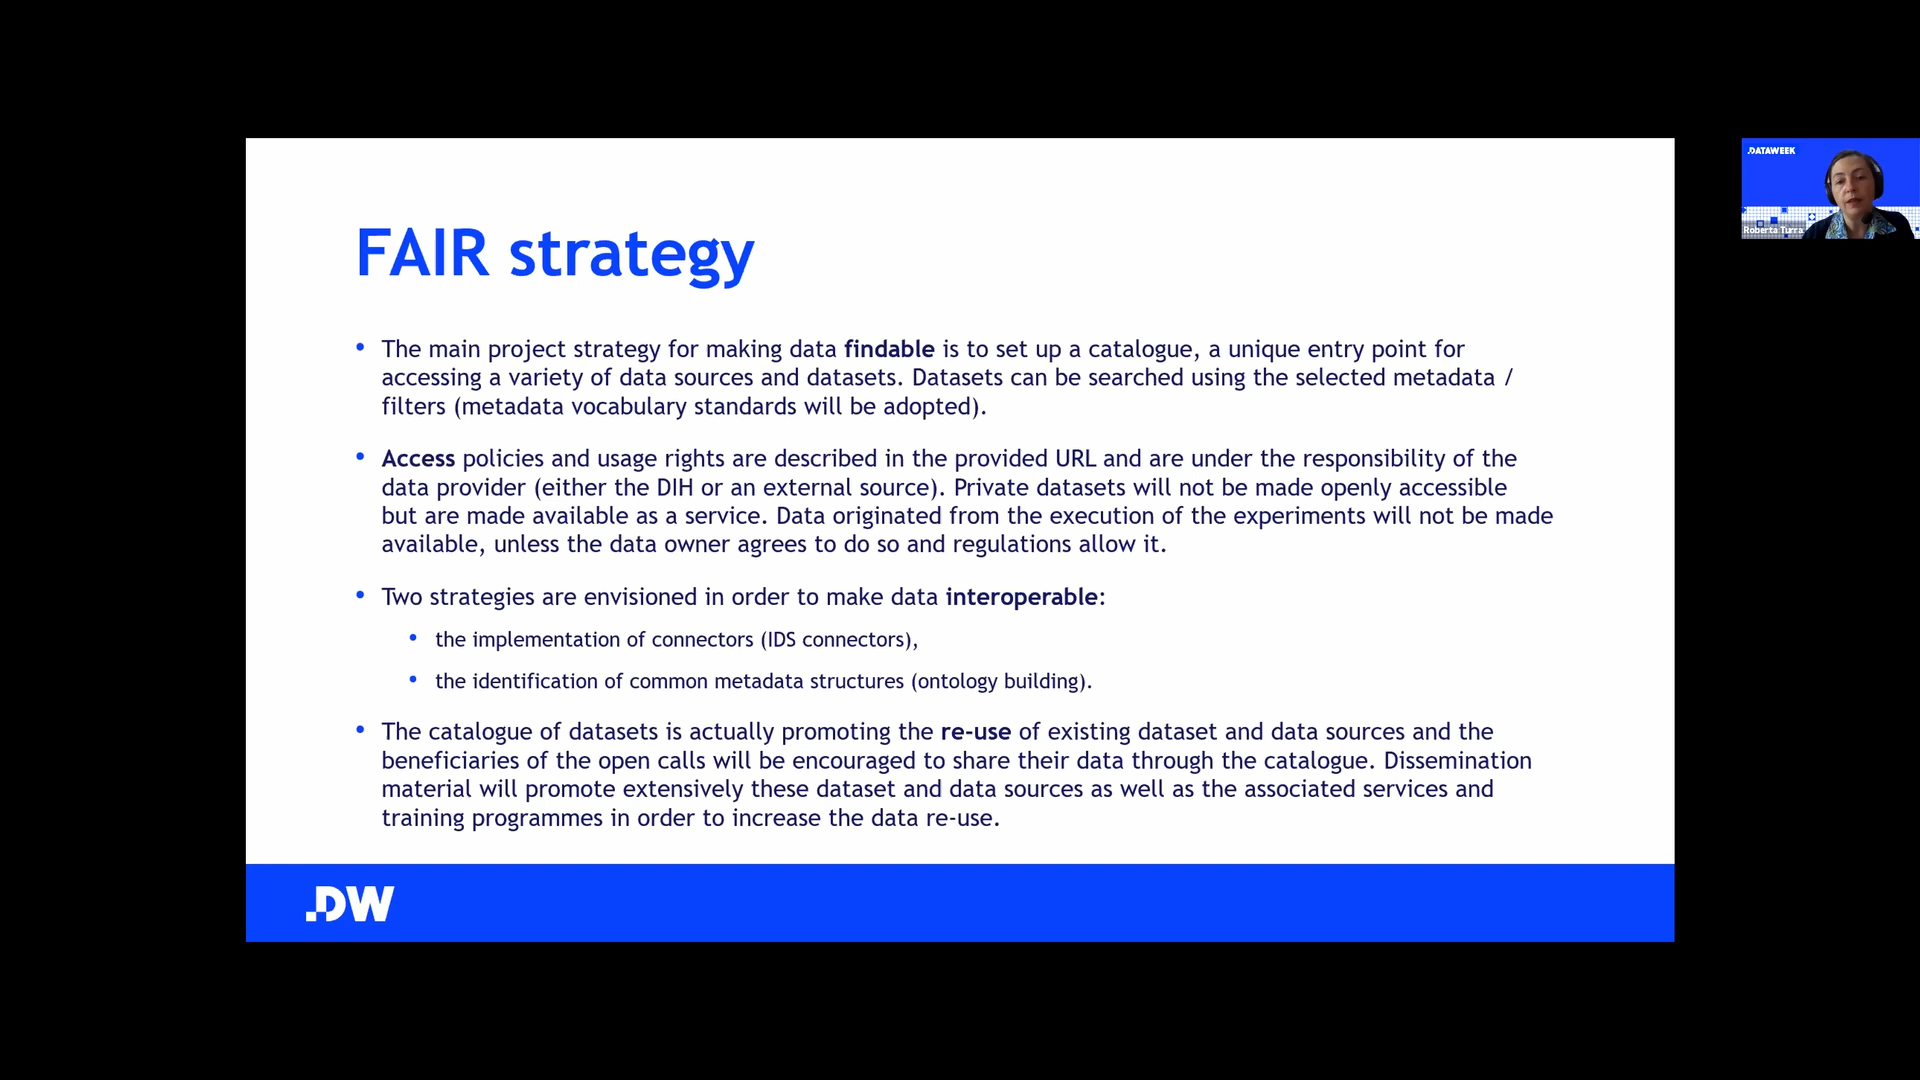 FAIR strategy
• The main project strategy for making data findable is to set up a catalogue, a unique entry point for
accessing a variety of data sources and datasets. Datasets can be searched using the selected metadata /
filters (metadata vocabulary standards will be adopted).
• Access policies and usage rights are described in the provided URL and are under the responsibility of the
data provider (either the DIH or an external source). Private datasets will not be made openly accessible
but are made available as a service. Data originated from the execution of the experiments will not be made
available, unless the data owner agrees to do so and regulations allow it.
• Two strategies are envisioned in order to make data interoperable:
• the implementation of connectors (IDS connectors),
• the identification of common metadata structures (ontology building).
• The catalogue of datasets is actually promoting the re-use of existing dataset and data sources and the
beneficiaries of the open calls will be encouraged to share their data through the catalogue. Dissemination
material will promote extensively these dataset and data sources as well as the associated services and
training programmes in order to increase the data re-use.
.DW
.DATAWEEK
Roberta Turra